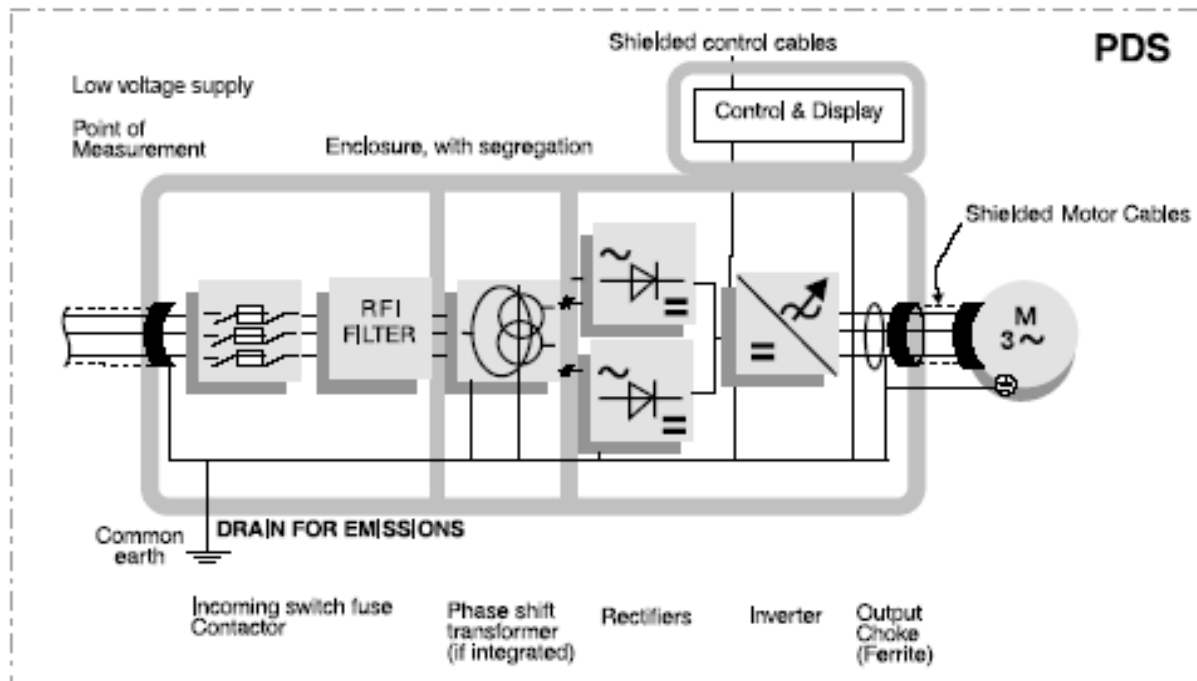 PDS
Shielded control cables
Low voltage supply
Control & Display
Point of
Measurement
Enclosure, with segregation
Shielded Motor Cables
RFI
FILTER
M
3~
Common
earth
DRAIN FOR EMISSIONS
Incoming switch fuse
Contactor
Phase shift
transformer
(if integrated)
Rectifiers
Inverter
Output
Choke
(Ferrite)